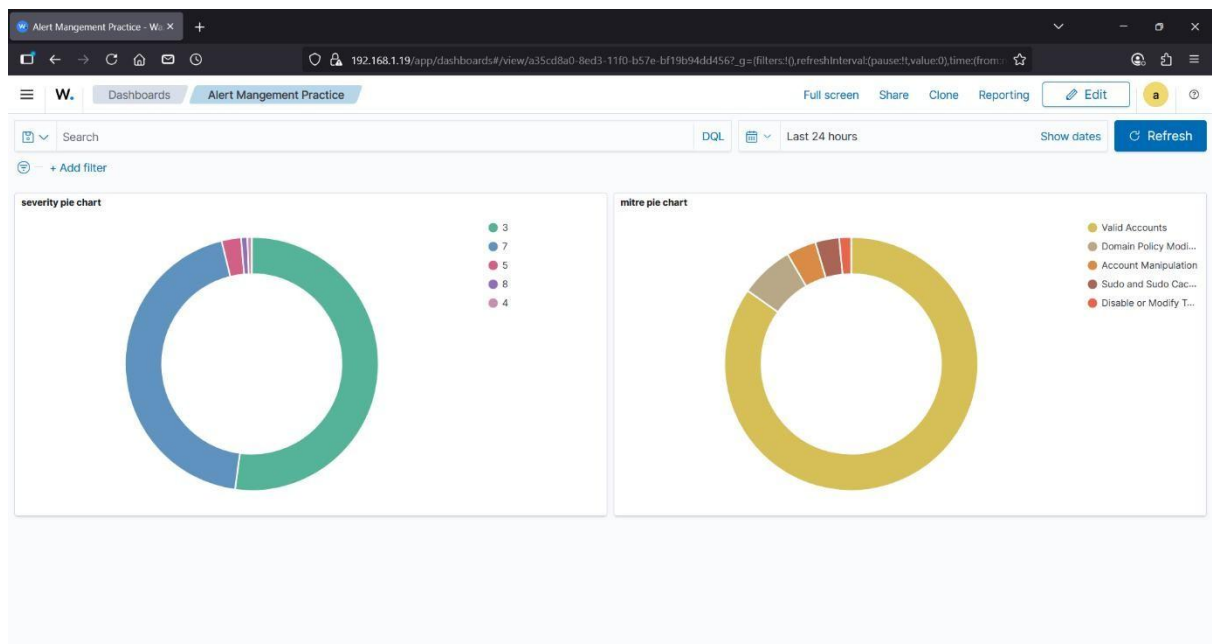 Alert Mangement Practice - Wa
192.168.1.19/app/dashboards#/view/a35cd8a0-8ed3-11f0-b57e-bf19b94dd456?_g=(filters:!(),refreshInterval:(pause:!t,value:0),time:(from:
W. Dashboards Alert Mangement Practice Full screen Share Clone Reporting Edit a
Search DQL Last 24 hours Show dates Refresh
+ Add filter
severity pie chart
3
7
5
8
4
mitre pie chart
Valid Accounts
Domain Policy Modi...
Account Manipulation
Sudo and Sudo Cac...
Disable or Modify T...